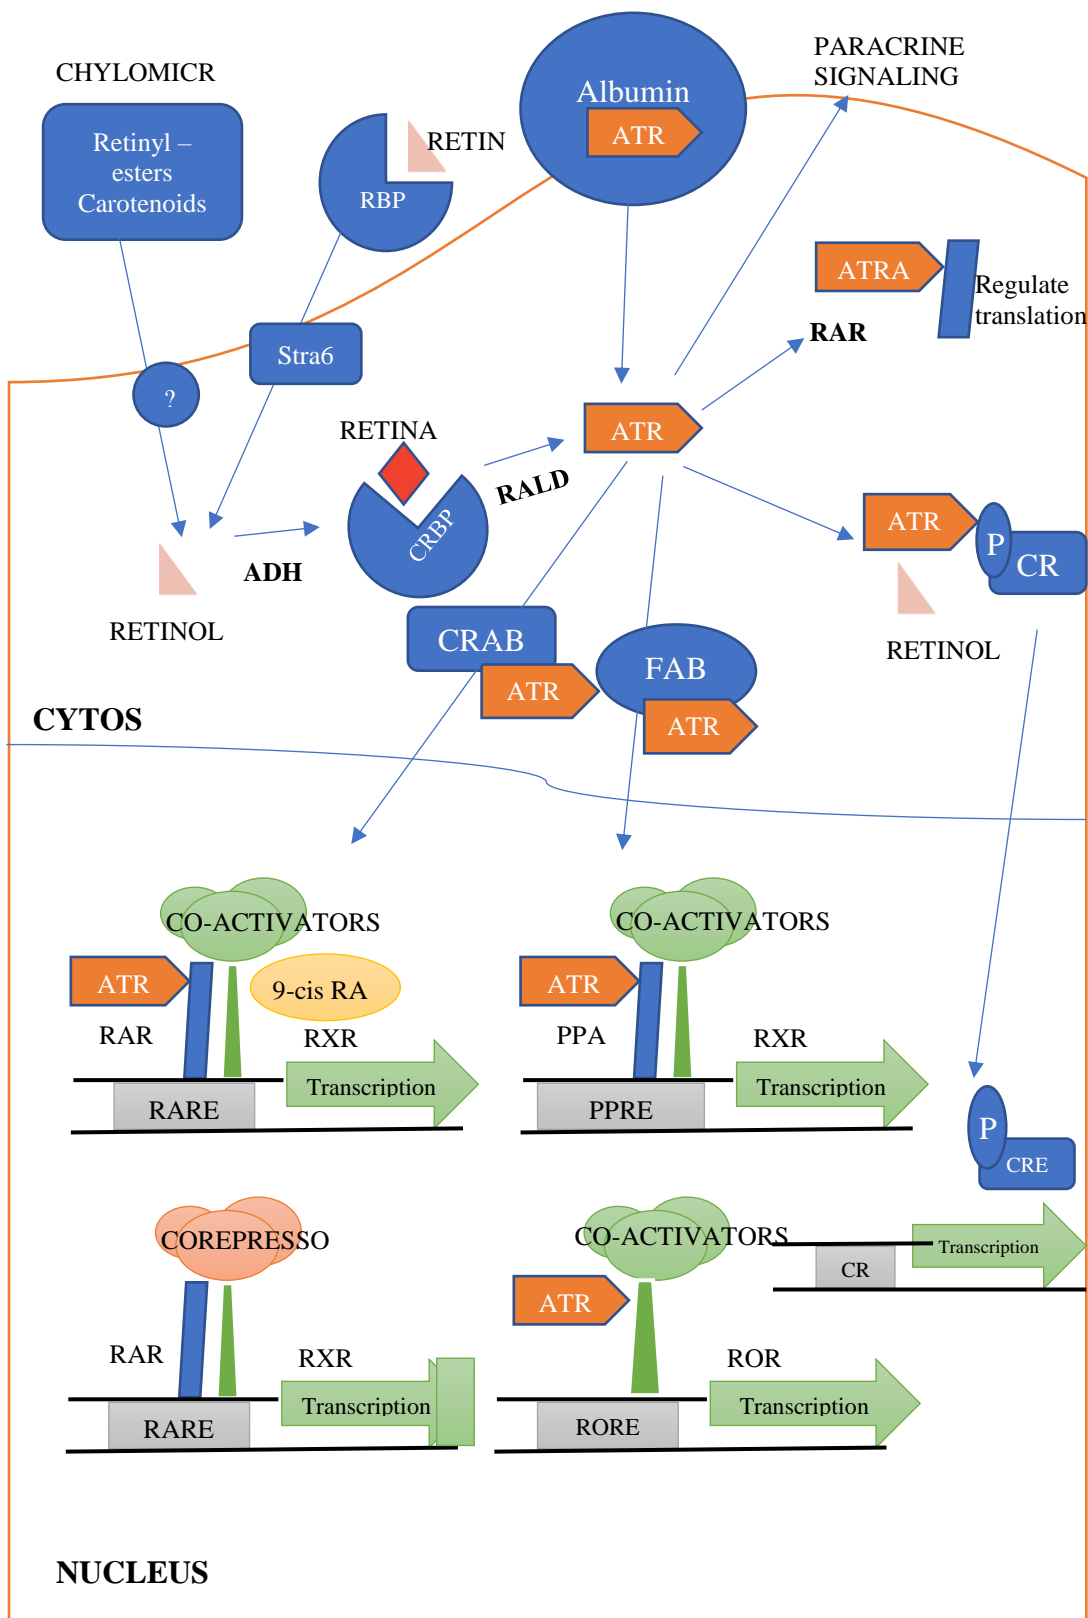 CHYLOMICR
Retinyl –
esters
Carotenoids
RETIN
RBP
Albumin
ATR
PARACRINE
SIGNALING
ATRA
Regulate
translation
RAR
Stra6
?
RETINA
ATR
RALD
CRBP
ADH
RETINOL
ATR
P
CR
RETINOL
CRAB
ATR
FAB
ATR
CYTOS
CO-ACTIVATORS
ATR
9-cis RA
RAR
RXR
Transcription
RARE
CO-ACTIVATORS
ATR
PPA
RXR
Transcription
PPRE
P
CRE
COREPRESSO
RAR
RXR
Transcription
RARE
CO-ACTIVATORS
ATR
ROR
Transcription
RORE
Transcription
CR
NUCLEUS